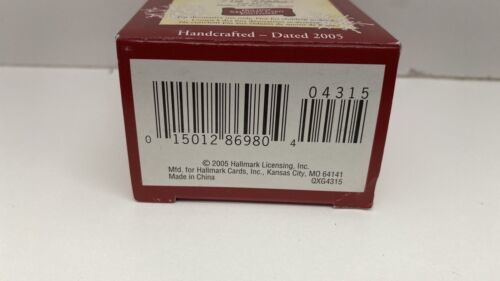 Handcrafted – Dated 2005
04315
0 15012 86980 4
© 2005 Hallmark Licensing, Inc.
Mfd. for Hallmark Cards, Inc., Kansas City, MO 64141
Made in China QXG4315